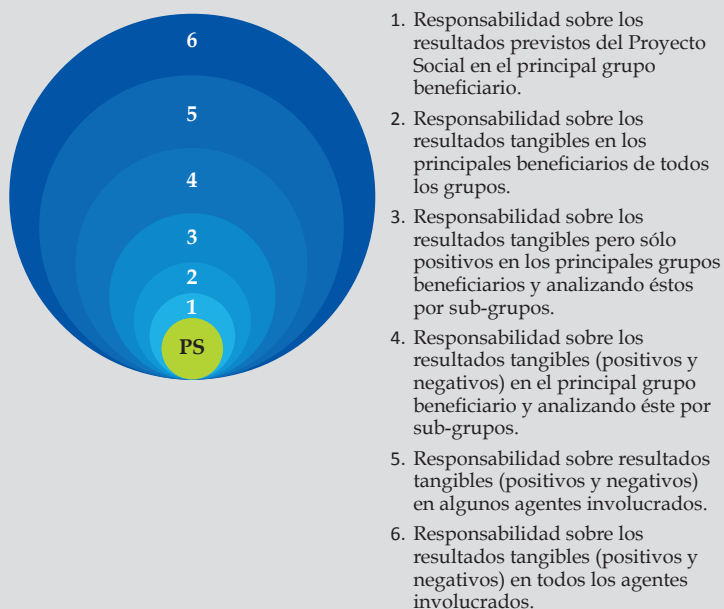 6
5
4
3
2
1
PS
1. Responsabilidad sobre los
resultados previstos del Proyecto
Social en el principal grupo
beneficiario.
2. Responsabilidad sobre los
resultados tangibles en los
principales beneficiarios de todos
los grupos.
3. Responsabilidad sobre los
resultados tangibles pero sólo
positivos en los principales grupos
beneficiarios y analizando éstos
por sub-grupos.
4. Responsabilidad sobre los
resultados tangibles (positivos y
negativos) en el principal grupo
beneficiario y analizando éste por
sub-grupos.
5. Responsabilidad sobre resultados
tangibles (positivos y negativos)
en algunos agentes involucrados.
6. Responsabilidad sobre los
resultados tangibles (positivos y
negativos) en todos los agentes
involucrados.